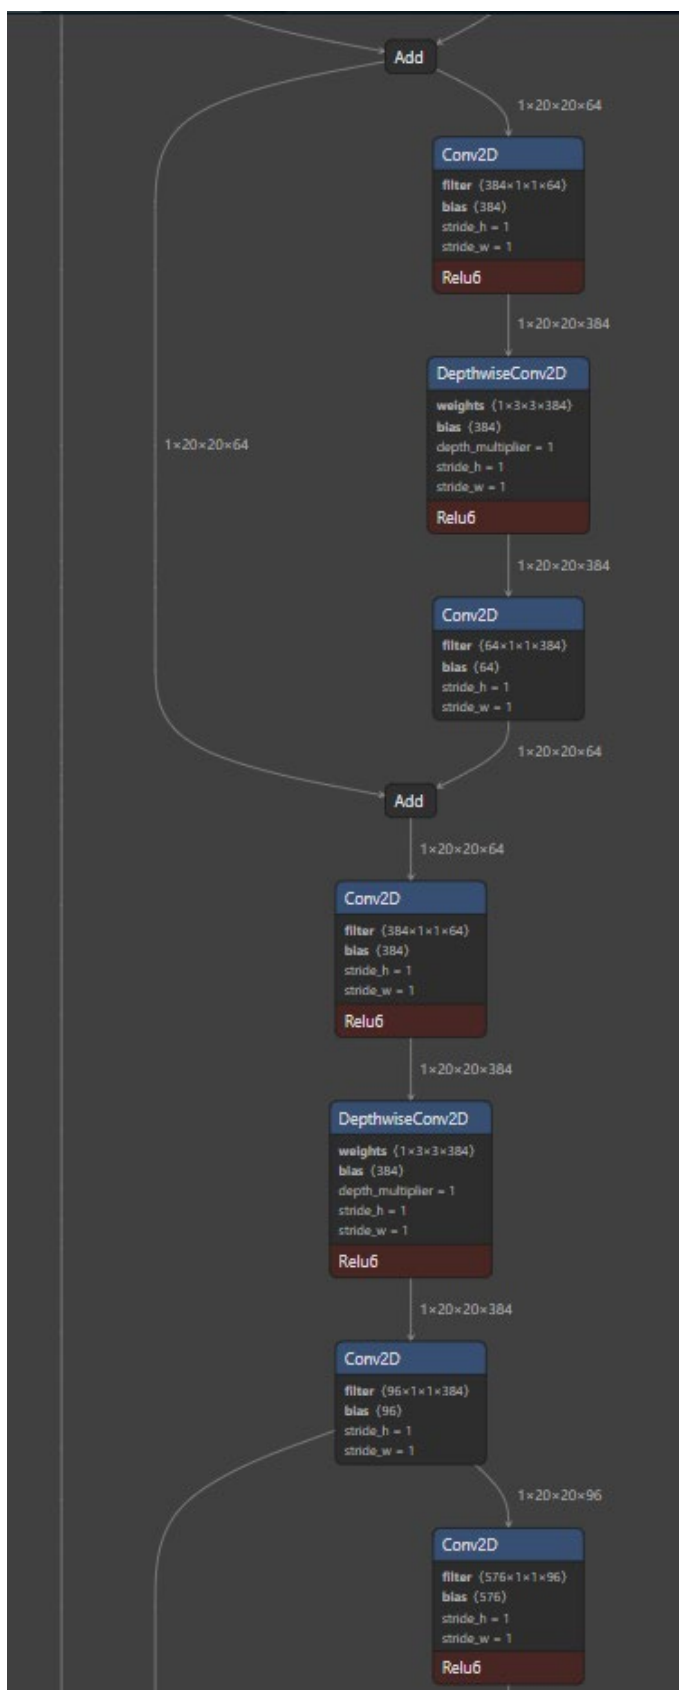 Add
1×20×20×64
Conv2D
filter ⟨384×1×1×64⟩
bias ⟨384⟩
stride_h = 1
stride_w = 1
Relu6
1×20×20×384
DepthwiseConv2D
weights ⟨1×3×3×384⟩
bias ⟨384⟩
depth_multiplier = 1
stride_h = 1
stride_w = 1
Relu6
1×20×20×64
1×20×20×384
Conv2D
filter ⟨64×1×1×384⟩
bias ⟨64⟩
stride_h = 1
stride_w = 1
1×20×20×64
Add
1×20×20×64
Conv2D
filter ⟨384×1×1×64⟩
bias ⟨384⟩
stride_h = 1
stride_w = 1
Relu6
1×20×20×384
DepthwiseConv2D
weights ⟨1×3×3×384⟩
bias ⟨384⟩
depth_multiplier = 1
stride_h = 1
stride_w = 1
Relu6
1×20×20×384
Conv2D
filter ⟨96×1×1×384⟩
bias ⟨96⟩
stride_h = 1
stride_w = 1
1×20×20×96
Conv2D
filter ⟨576×1×1×96⟩
bias ⟨576⟩
stride_h = 1
stride_w = 1
Relu6